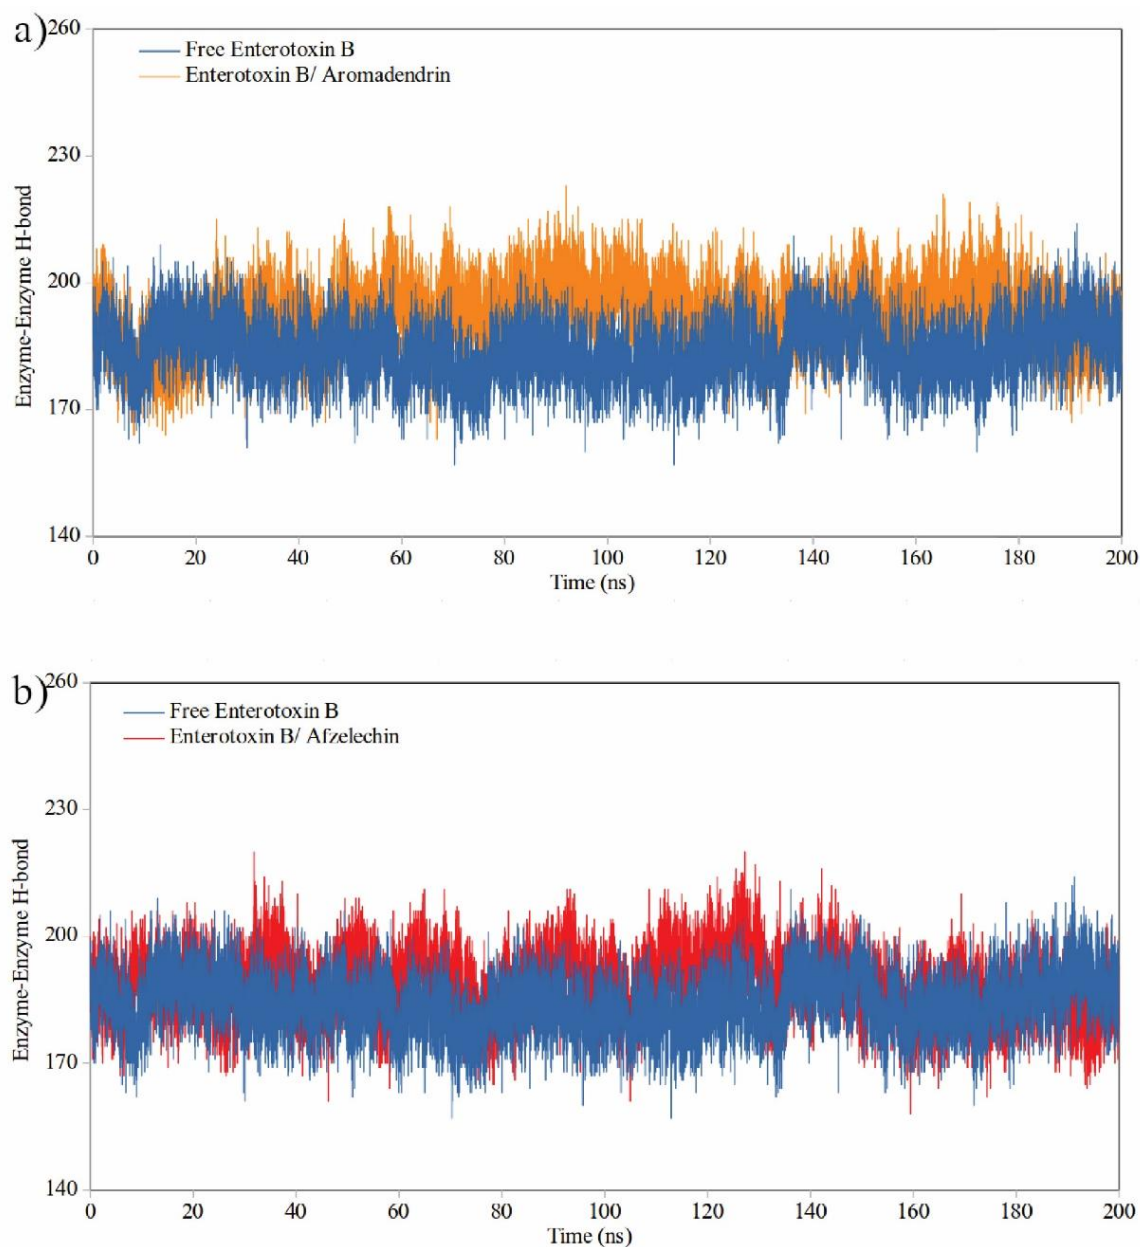 a)
260
Free Enterotoxin B
Enterotoxin B/ Aromadendrin
230
Enzyme-Enzyme H-bond
200
170
140
0 20 40 60 80 100 120 140 160 180 200
Time (ns)
b)
260
Free Enterotoxin B
Enterotoxin B/ Afzelechin
230
Enzyme-Enzyme H-bond
200
170
140
0 20 40 60 80 100 120 140 160 180 200
Time (ns)